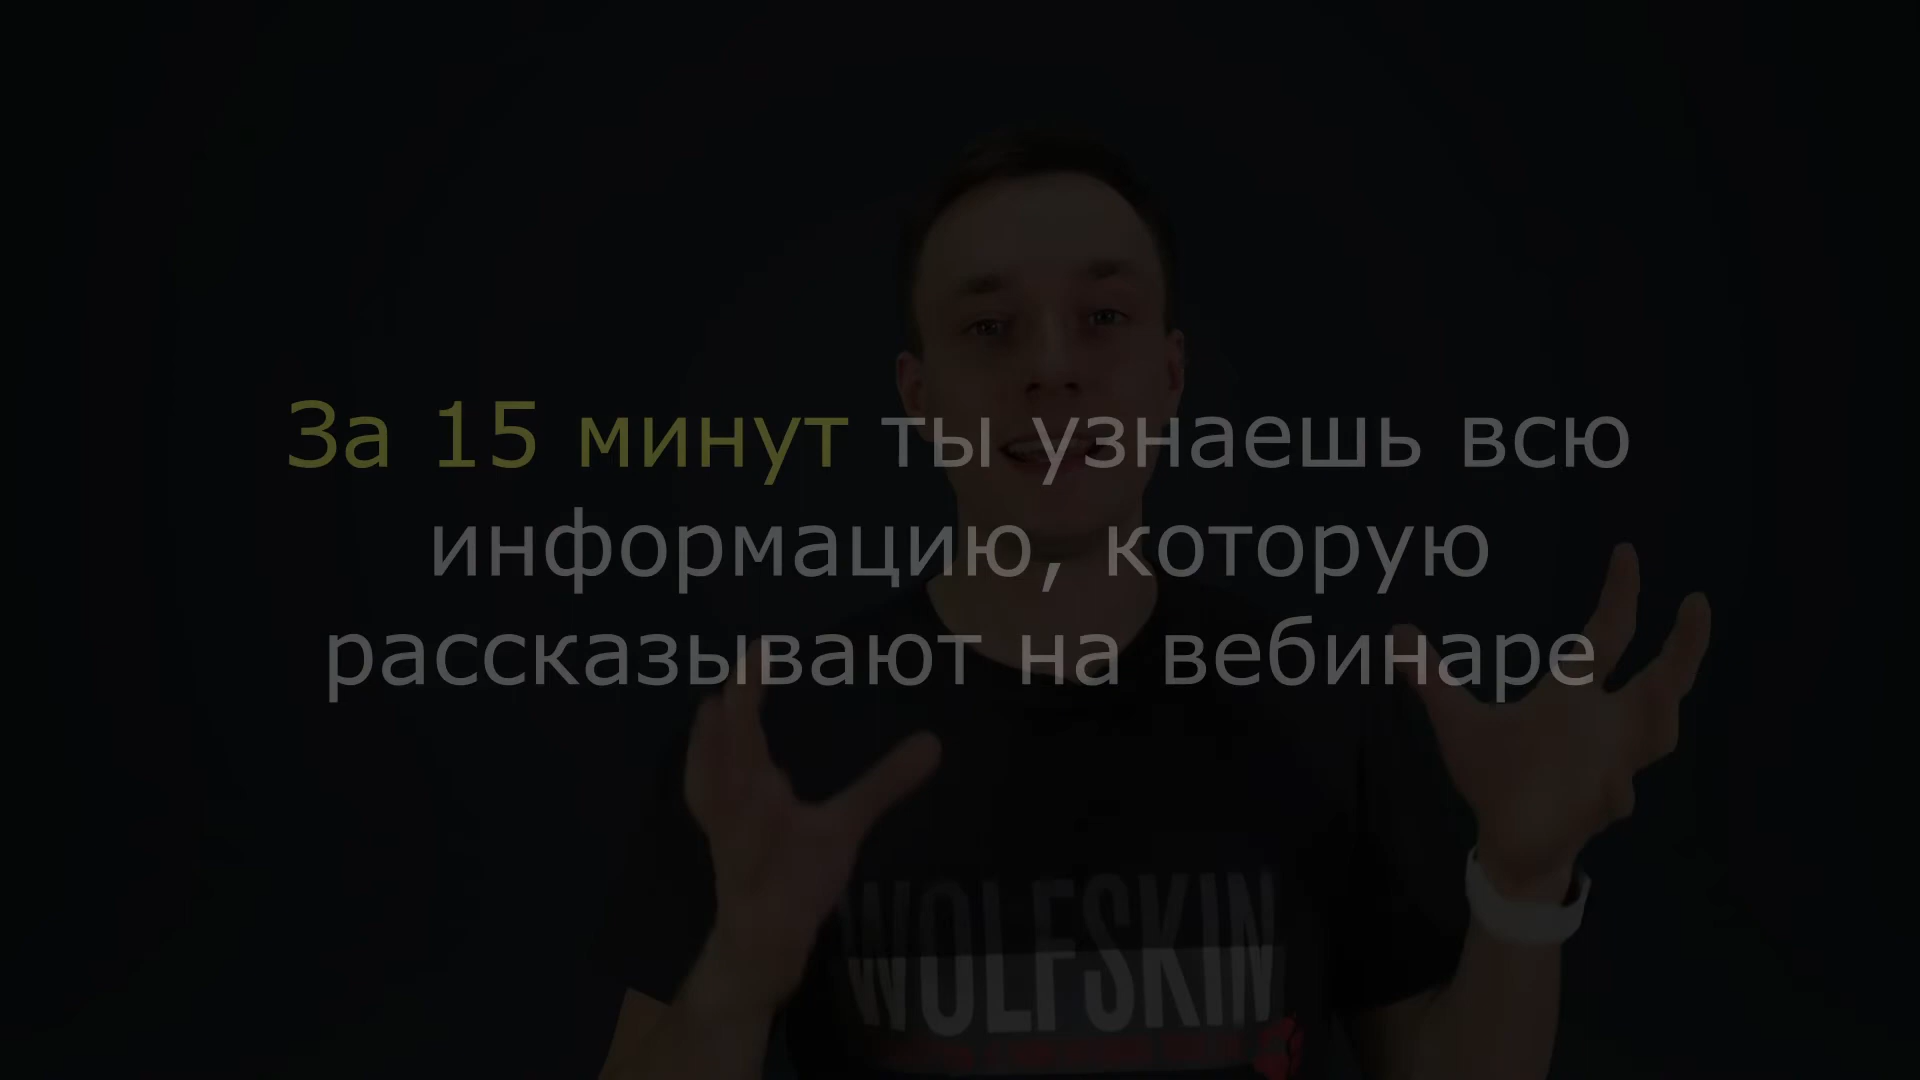 За 15 минут ты узнаешь всю
информацию, которую
рассказывают на вебинаре
WOLFSKIN